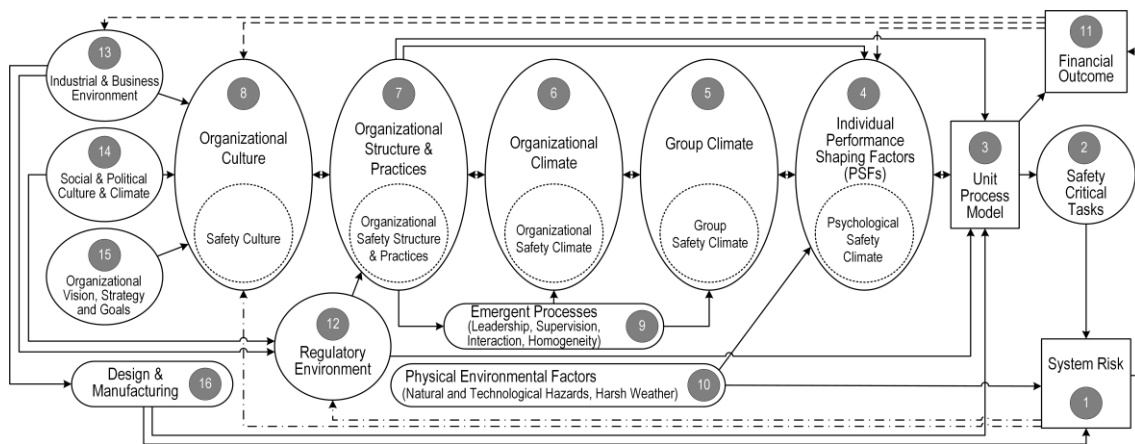 13
Industrial & Business
Environment
14
Social & Political
Culture & Climate
15
Organizational
Vision, Strategy
and Goals
8
Organizational
Culture
Safety Culture
7
Organizational
Structure &
Practices
Organizational
Safety Structure
& Practices
6
Organizational
Climate
Organizational
Safety Climate
5
Group Climate
Group
Safety Climate
4
Individual
Performance
Shaping Factors
(PSFs)
Psychological
Safety
Climate
3
Unit
Process
Model
11
Financial
Outcome
2
Safety
Critical
Tasks
12
Regulatory
Environment
Emergent Processes
(Leadership, Supervision,
Interaction, Homogeneity)
9
Physical Environmental Factors
(Natural and Technological Hazards, Harsh Weather)
10
Design &
Manufacturing
16
System Risk
1